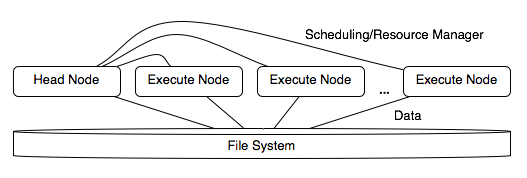 Scheduling/Resource Manager
Head Node
Execute Node
Execute Node
...
Execute Node
Data
File System